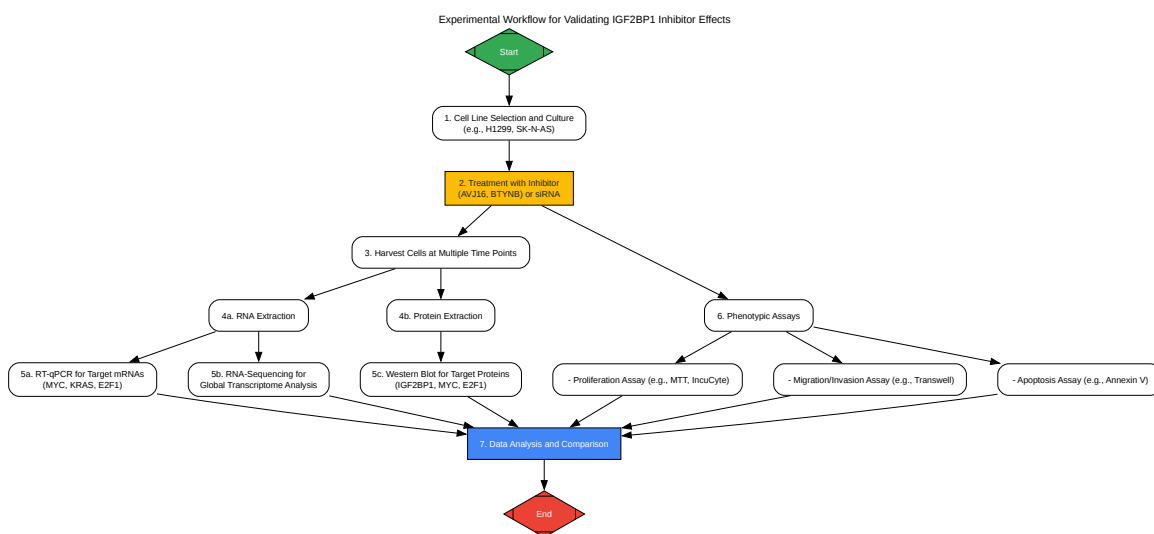 Experimental Workflow for Validating IGF2BP1 Inhibitor Effects
Start
1. Cell Line Selection and Culture
(e.g., H1299, SK-N-AS)
2. Treatment with Inhibitor
(AVJ16, BTYNB) or siRNA
3. Harvest Cells at Multiple Time Points
4a. RNA Extraction
4b. Protein Extraction
6. Phenotypic Assays
5a. RT-qPCR for Target mRNAs
(MYC, KRAS, E2F1)
5b. RNA-Sequencing for
Global Transcriptome Analysis
5c. Western Blot for Target Proteins
(IGF2BP1, MYC, E2F1)
- Proliferation Assay (e.g., MTT, IncuCyte)
- Migration/Invasion Assay (e.g., Transwell)
- Apoptosis Assay (e.g., Annexin V)
7. Data Analysis and Comparison
End